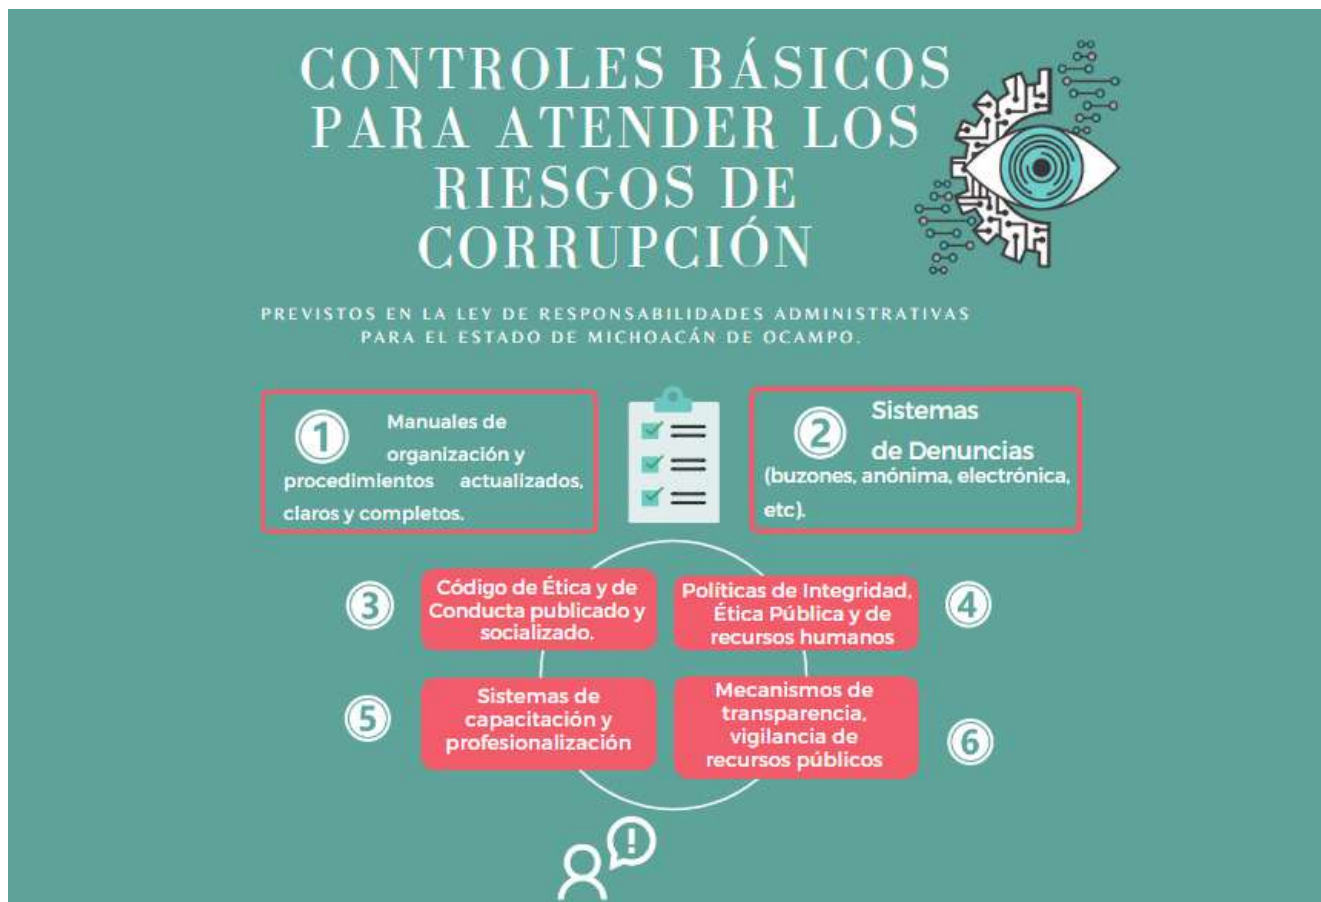 CONTROLES BÁSICOS
PARA ATENDER LOS
RIESGOS DE
CORRUPCIÓN
PREVISTOS EN LA LEY DE RESPONSABILIDADES ADMINISTRATIVAS
PARA EL ESTADO DE MICHOACÁN DE OCAMPO.
1
Manuales de
organización y
procedimientos actualizados,
claros y completos.
2
Sistemas
de Denuncias
(buzones, anónima, electrónica,
etc).
3
Código de Ética y de
Conducta publicado y
socializado.
Políticas de Integridad,
Ética Pública y de
recursos humanos
4
5
Sistemas de
capacitación y
profesionalización
Mecanismos de
transparencia,
vigilancia de
recursos públicos
6
!